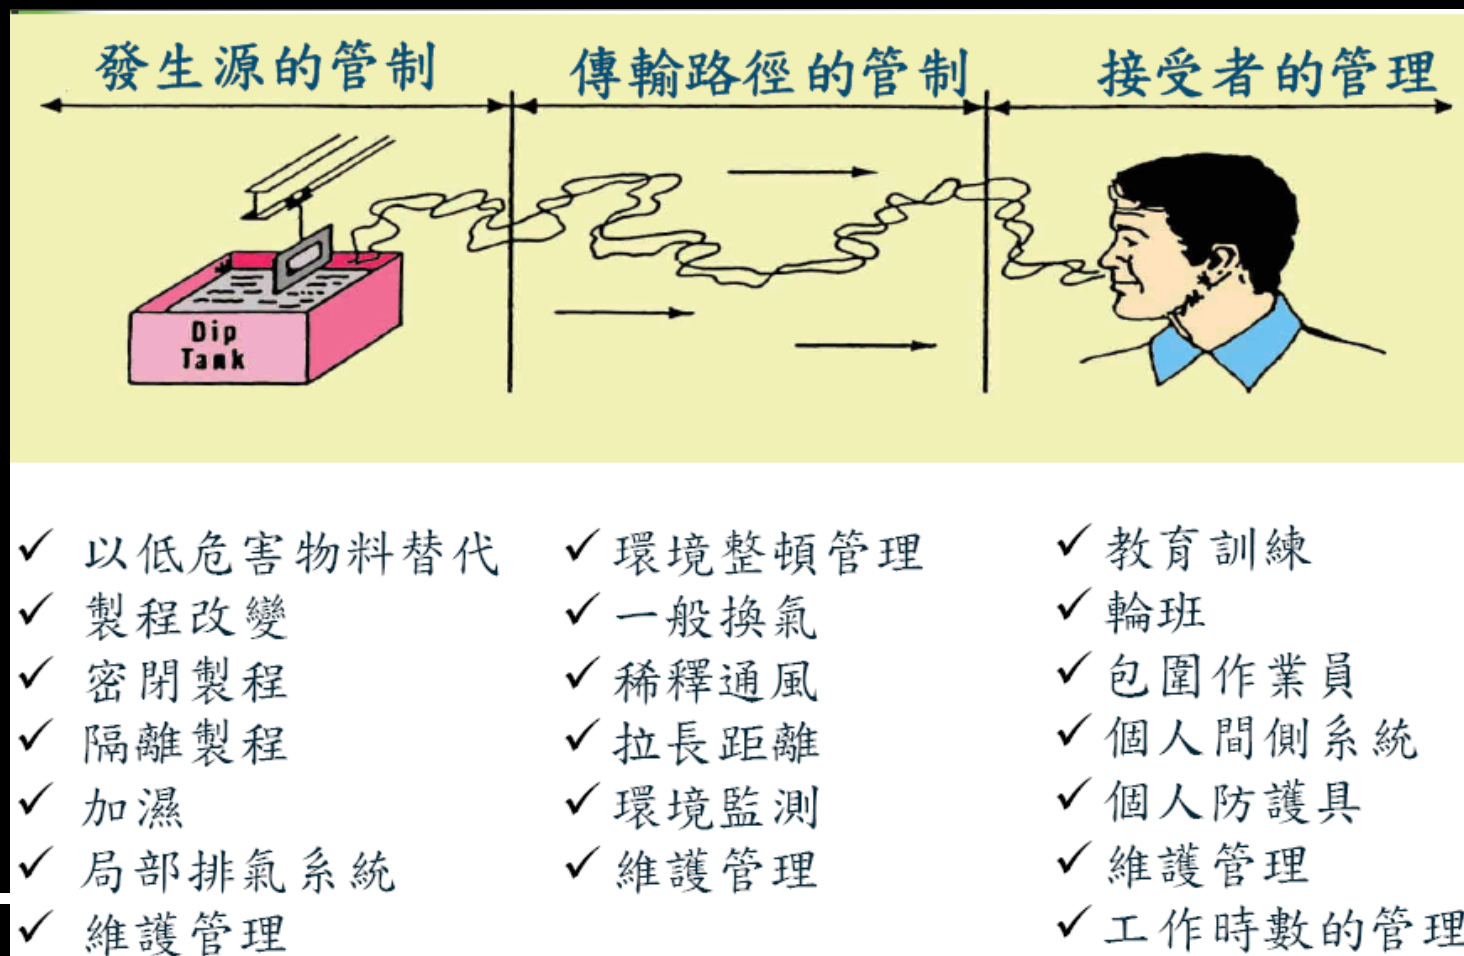 發生源的管制
傳輸路徑的管制
接受者的管理
Dip
Tank
以低危害物料替代
製程改變
密閉製程
隔離製程
加濕
局部排氣系統
維護管理
環境整頓管理
一般換氣
稀釋通風
拉長距離
環境監測
維護管理
教育訓練
輪班
包圍作業員
個人間側系統
個人防護具
維護管理
工作時數的管理